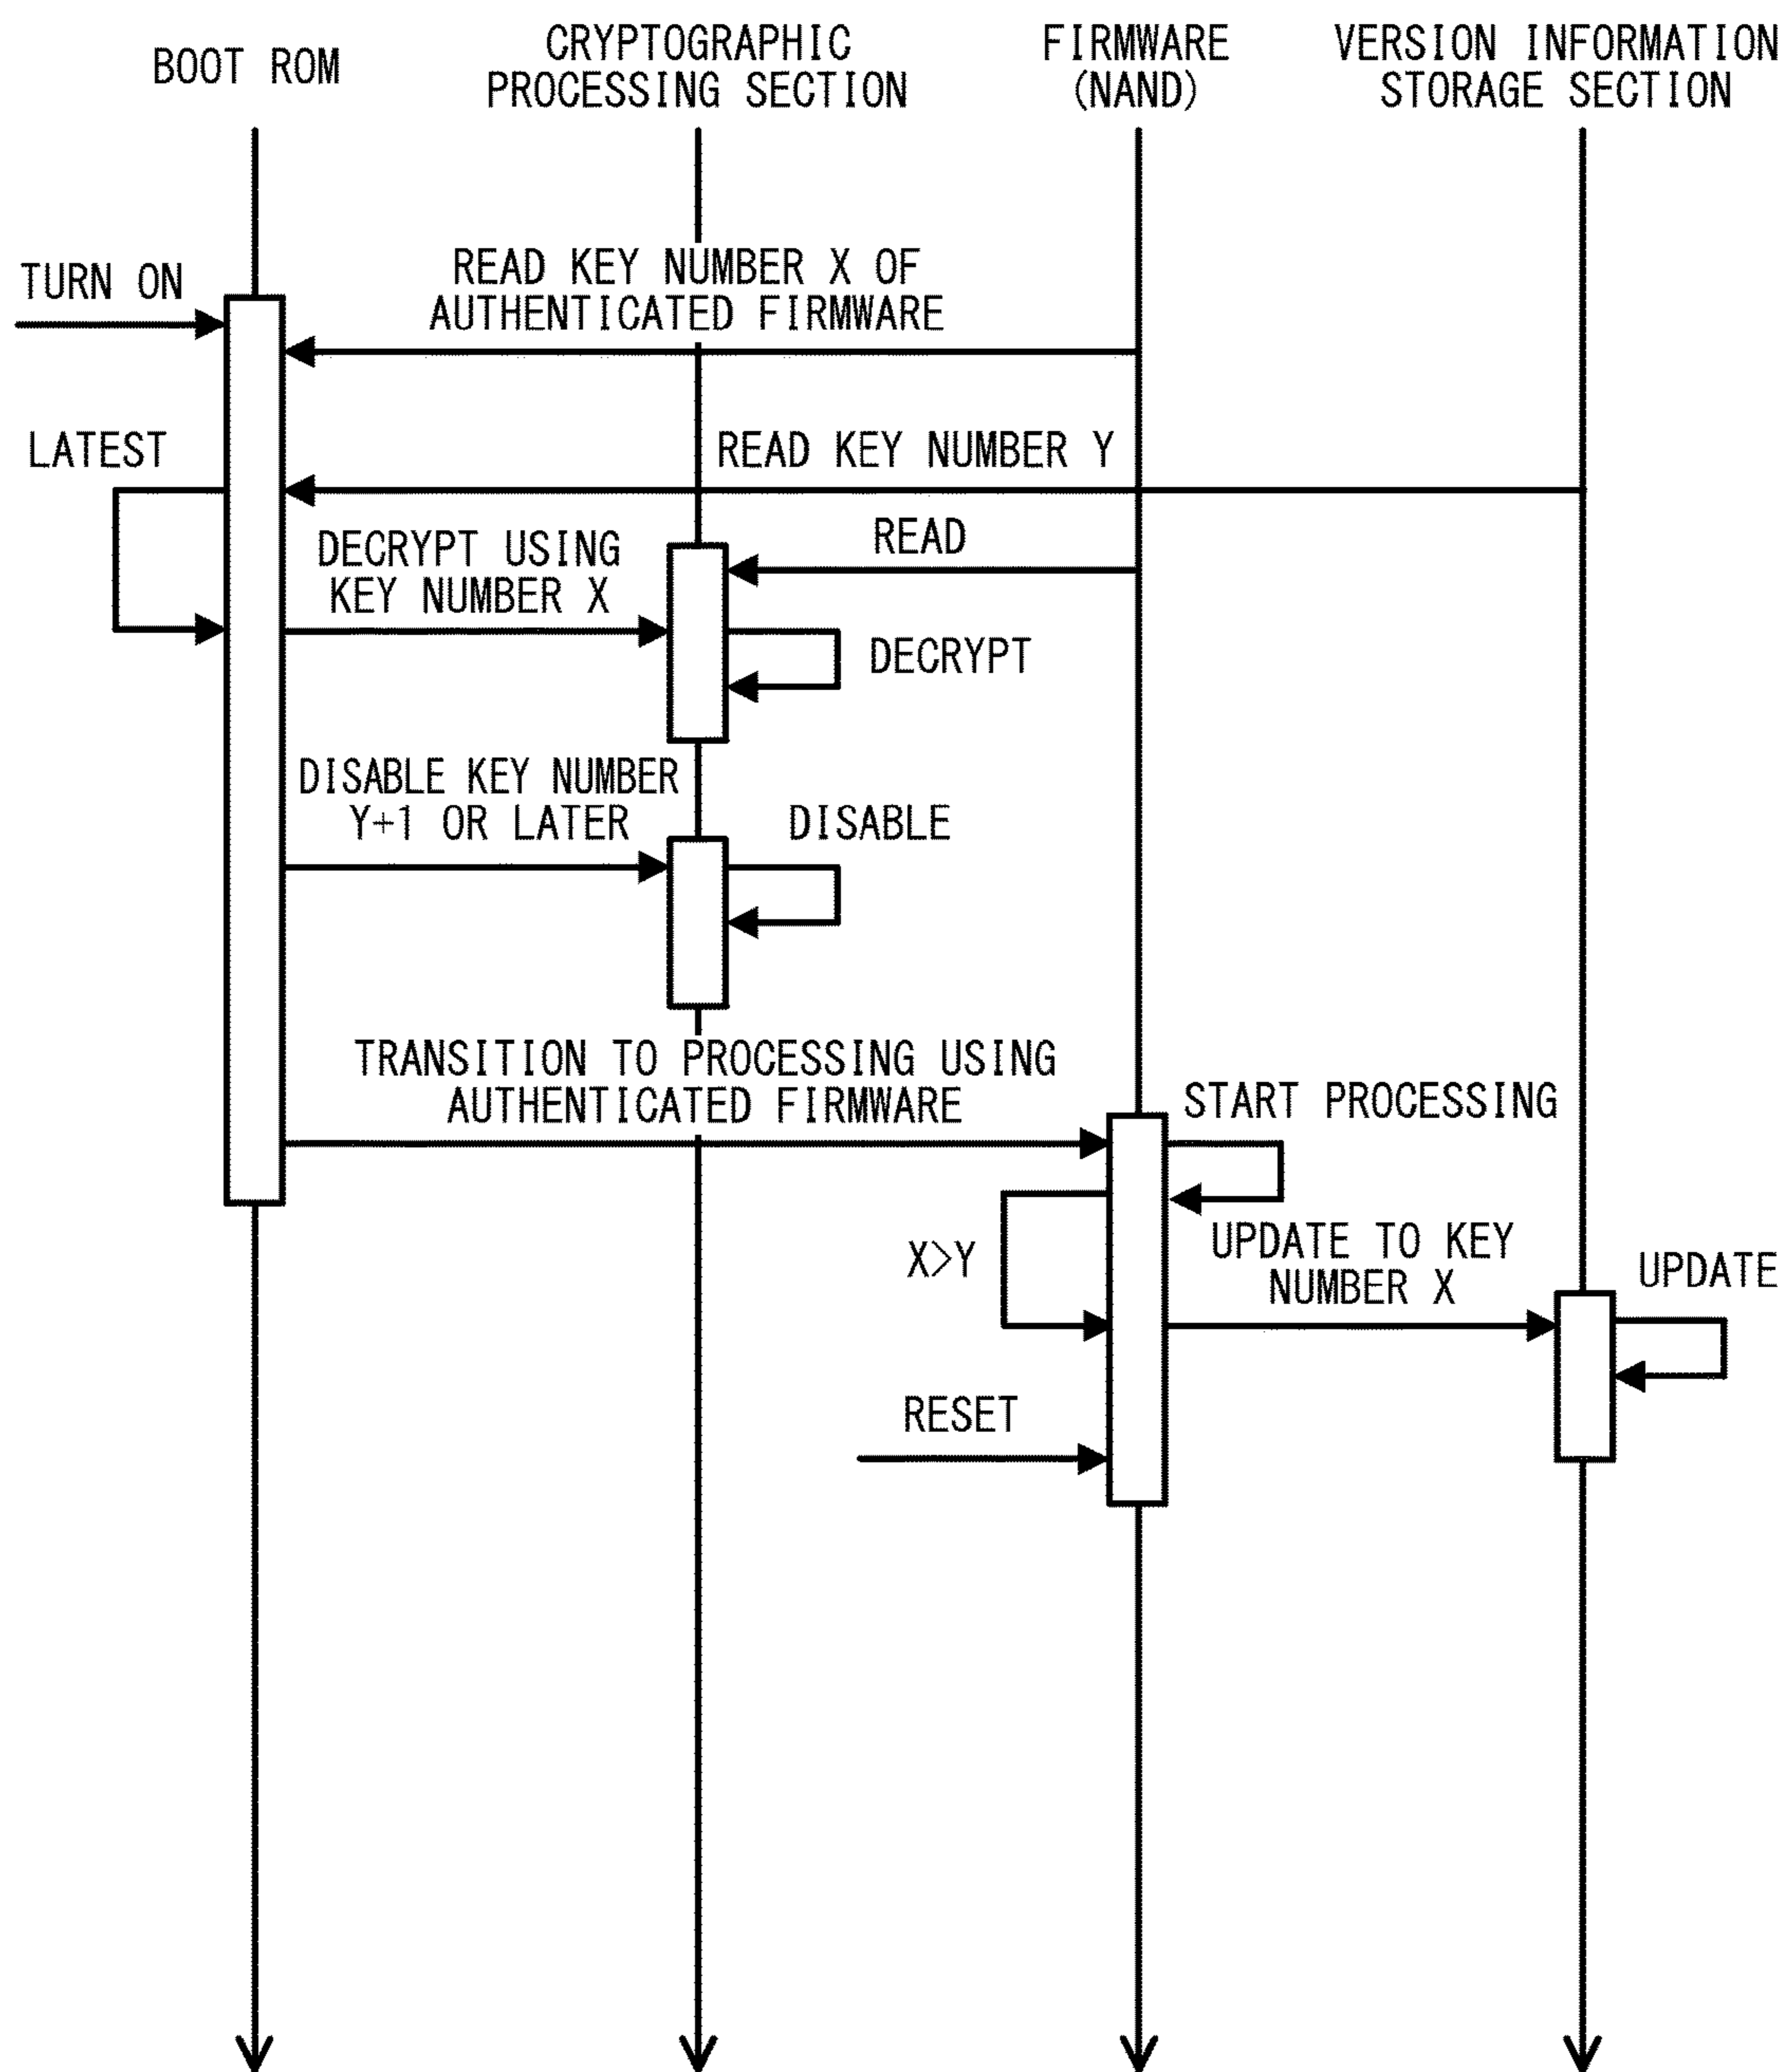 BOOT ROM
CRYPTOGRAPHIC
PROCESSING SECTION
FIRMWARE
(NAND)
VERSION INFORMATION
STORAGE SECTION
TURN ON
READ KEY NUMBER X OF
AUTHENTICATED FIRMWARE
LATEST
READ KEY NUMBER Y
READ
DECRYPT USING
KEY NUMBER X
DECRYPT
DISABLE KEY NUMBER
Y+1 OR LATER
DISABLE
TRANSITION TO PROCESSING USING
AUTHENTICATED FIRMWARE
START PROCESSING
X>Y
UPDATE TO KEY
NUMBER X
UPDATE
RESET